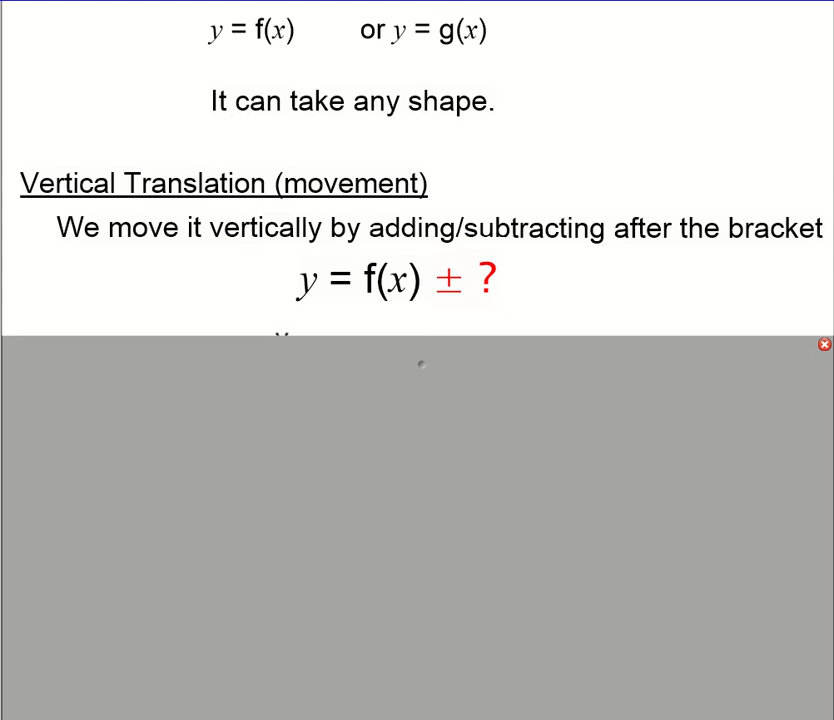 y = f(x) or y = g(x)
It can take any shape.
Vertical Translation (movement)
We move it vertically by adding/subtracting after the bracket
y = f(x) ± ?